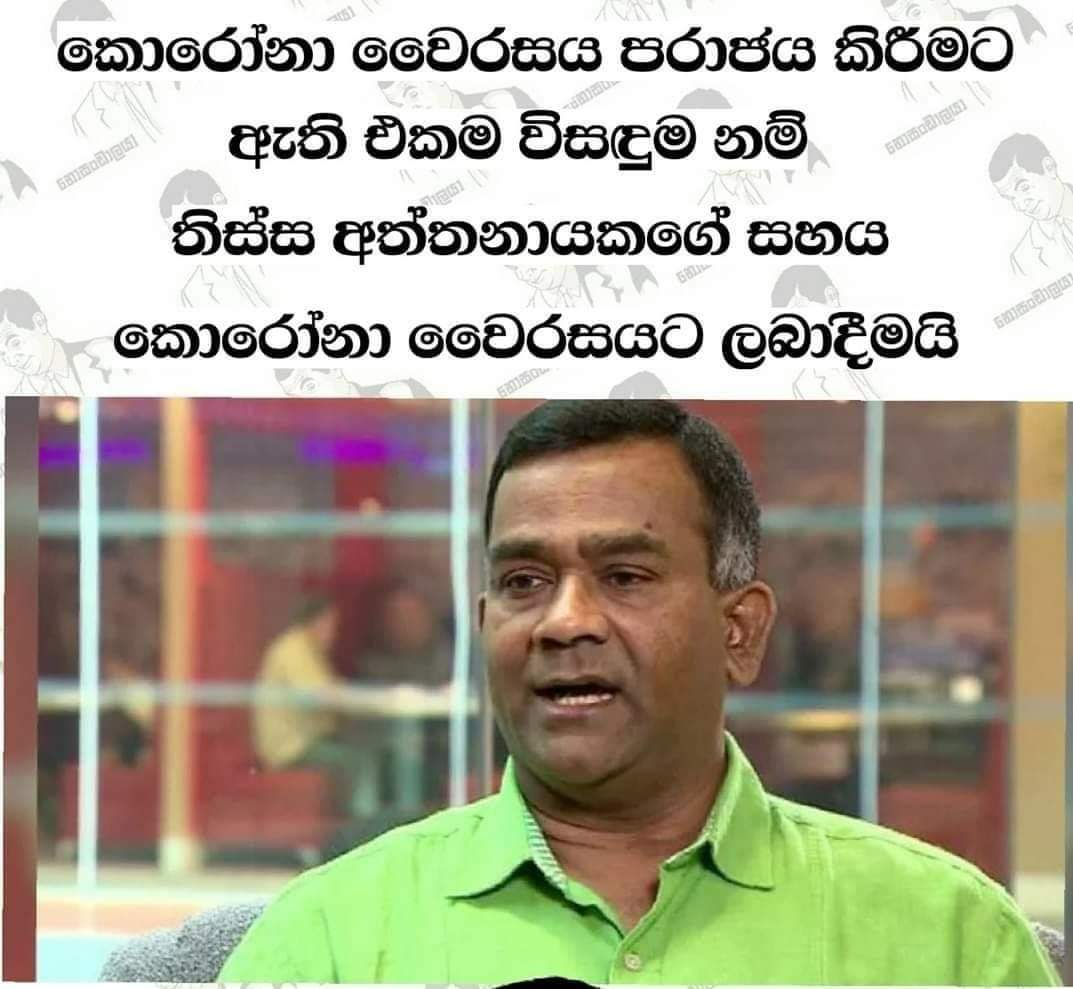 කොරෝනා වෛරසය පරාජය කිරීමට
ඇති එකම විසඳුම නම්
තිස්ස අත්තනායකගේ සහය
කොරෝනා වෛරසයට ලබාදීමයි